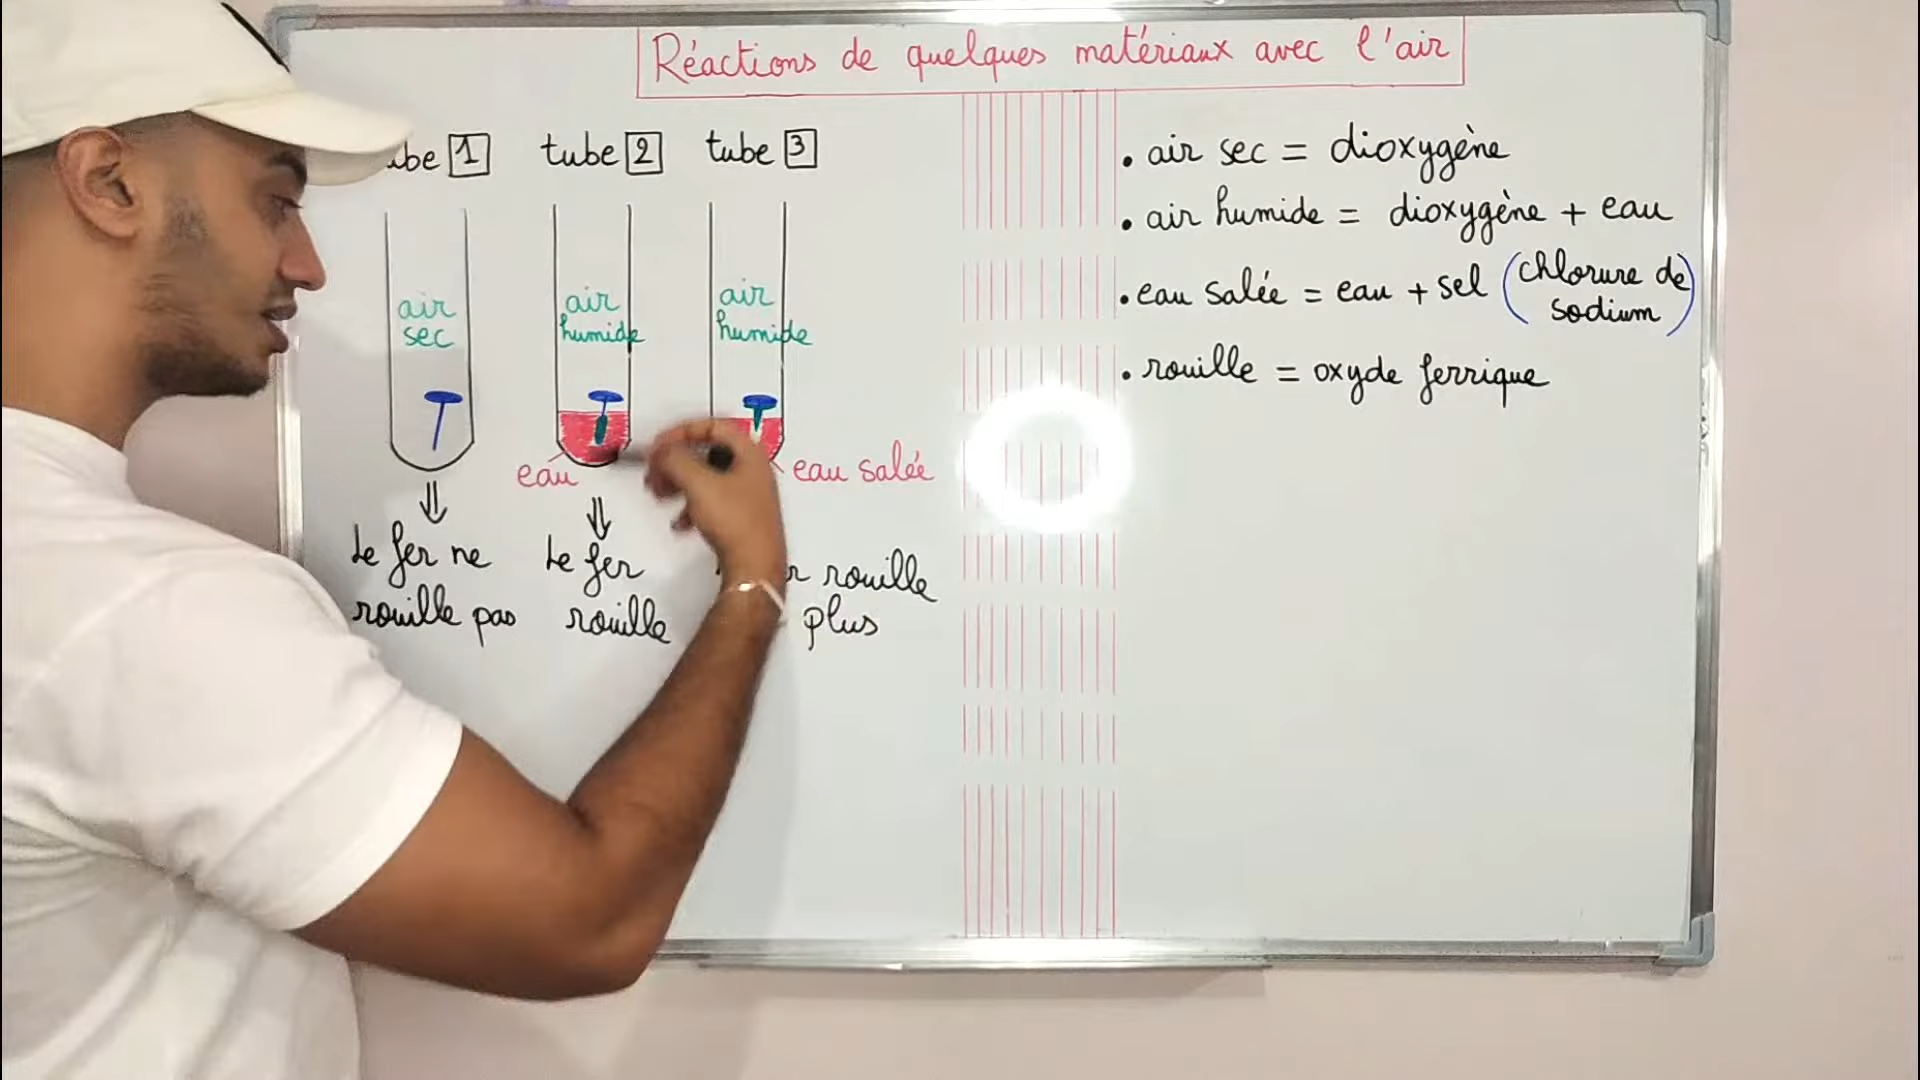 Réactions de quelques matériaux avec l'air
tube 1 tube 2 tube 3
air
sec
air
humide
air
humide
eau
eau salée
Le fer ne
rouille pas
Le fer
rouille
rouille
plus
. air sec = dioxygène
. air humide = dioxygène + eau
. eau salée = eau + sel (chlorure de
sodium)
. rouille = oxyde ferrique